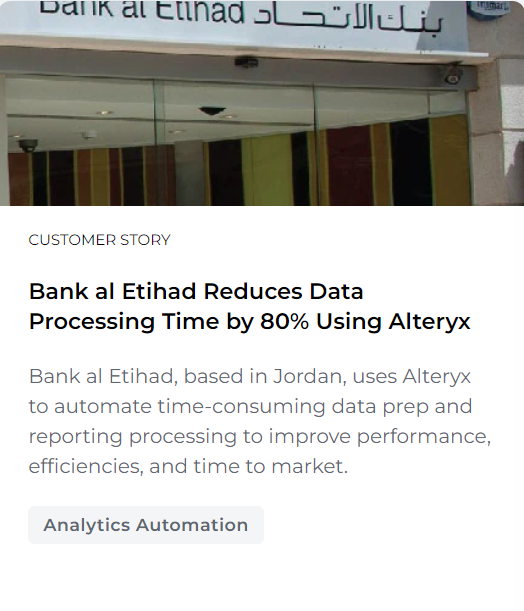 Bank al Etihad بنك الاتحاد
CUSTOMER STORY
Bank al Etihad Reduces Data
Processing Time by 80% Using Alteryx
Bank al Etihad, based in Jordan, uses Alteryx
to automate time-consuming data prep and
reporting processing to improve performance,
efficiencies, and time to market.
Analytics Automation